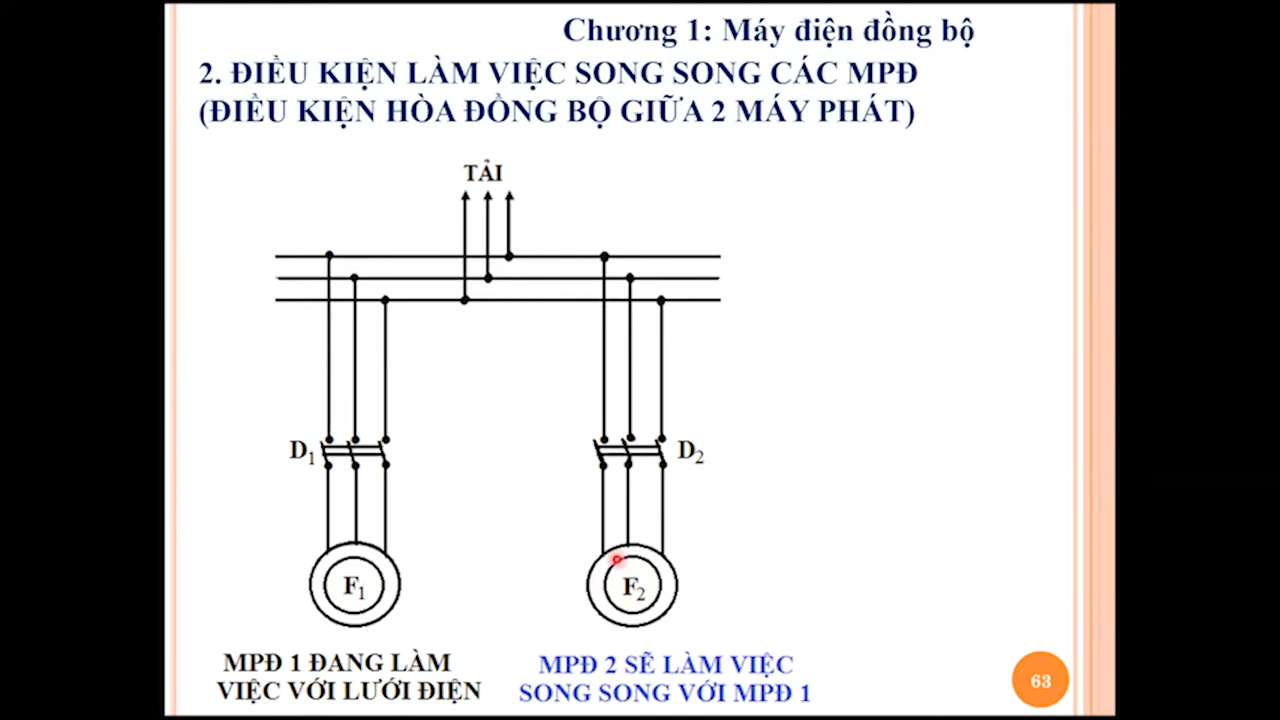 Chương 1: Máy điện đồng bộ
2. ĐIỀU KIỆN LÀM VIỆC SONG SONG CÁC MPĐ
(ĐIỀU KIỆN HÒA ĐỒNG BỘ GIỮA 2 MÁY PHÁT)
TẢI
D₁
D₂
F₁
F₂
MPĐ 1 ĐANG LÀM
VIỆC VỚI LƯỚI ĐIỆN
MPĐ 2 SẼ LÀM VIỆC
SONG SONG VỚI MPĐ 1
63